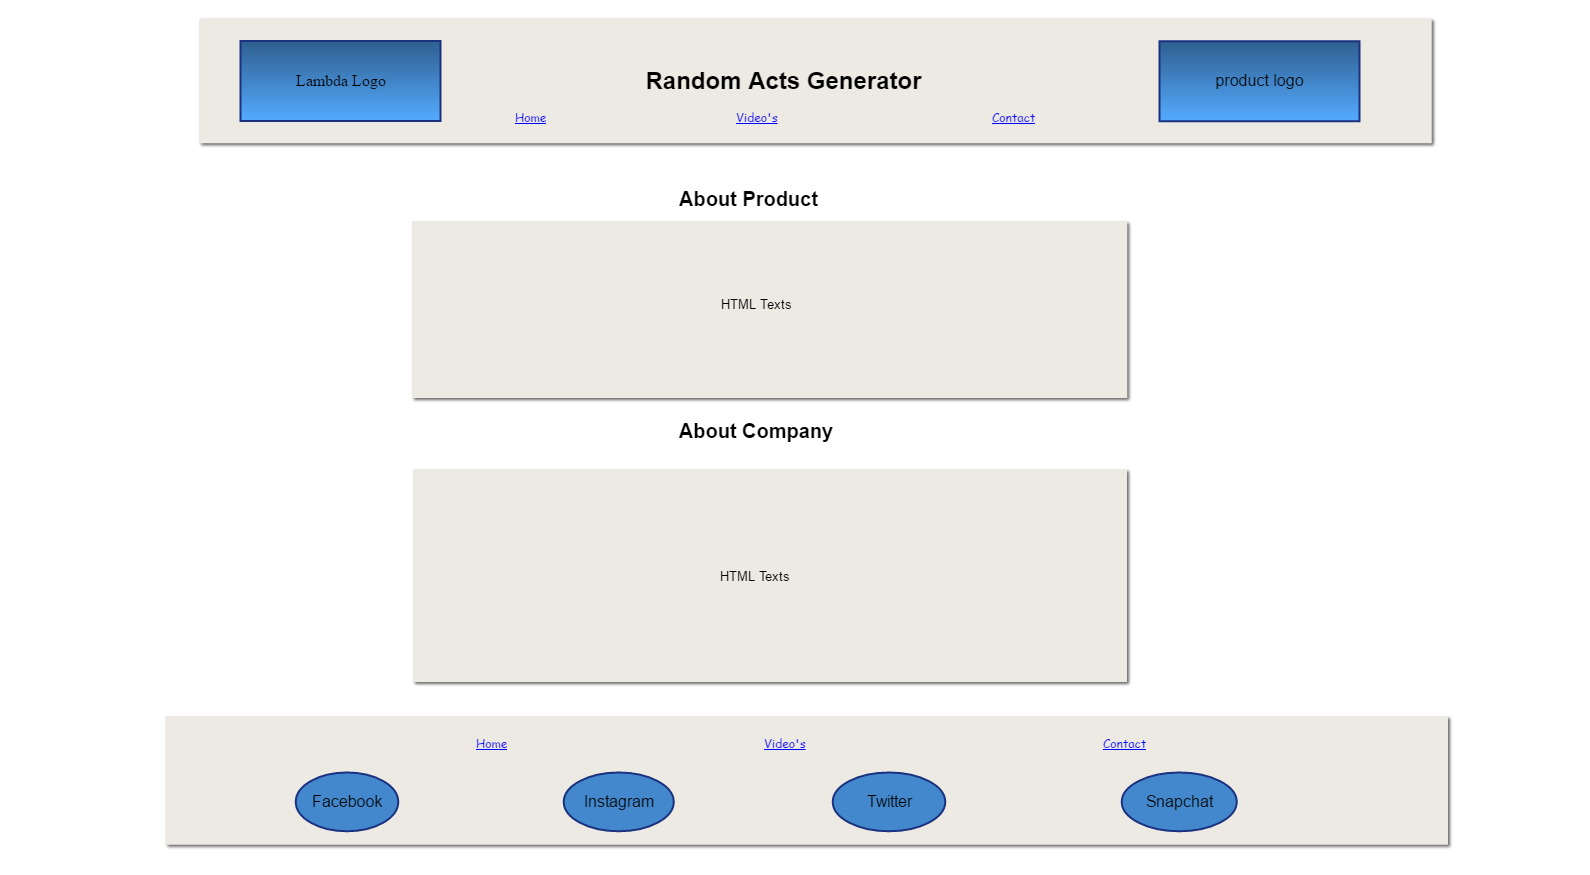 Lambda Logo
Random Acts Generator
product logo
Home
Video's
Contact
About Product
HTML Texts
About Company
HTML Texts
Home
Video's
Contact
Facebook
Instagram
Twitter
Snapchat